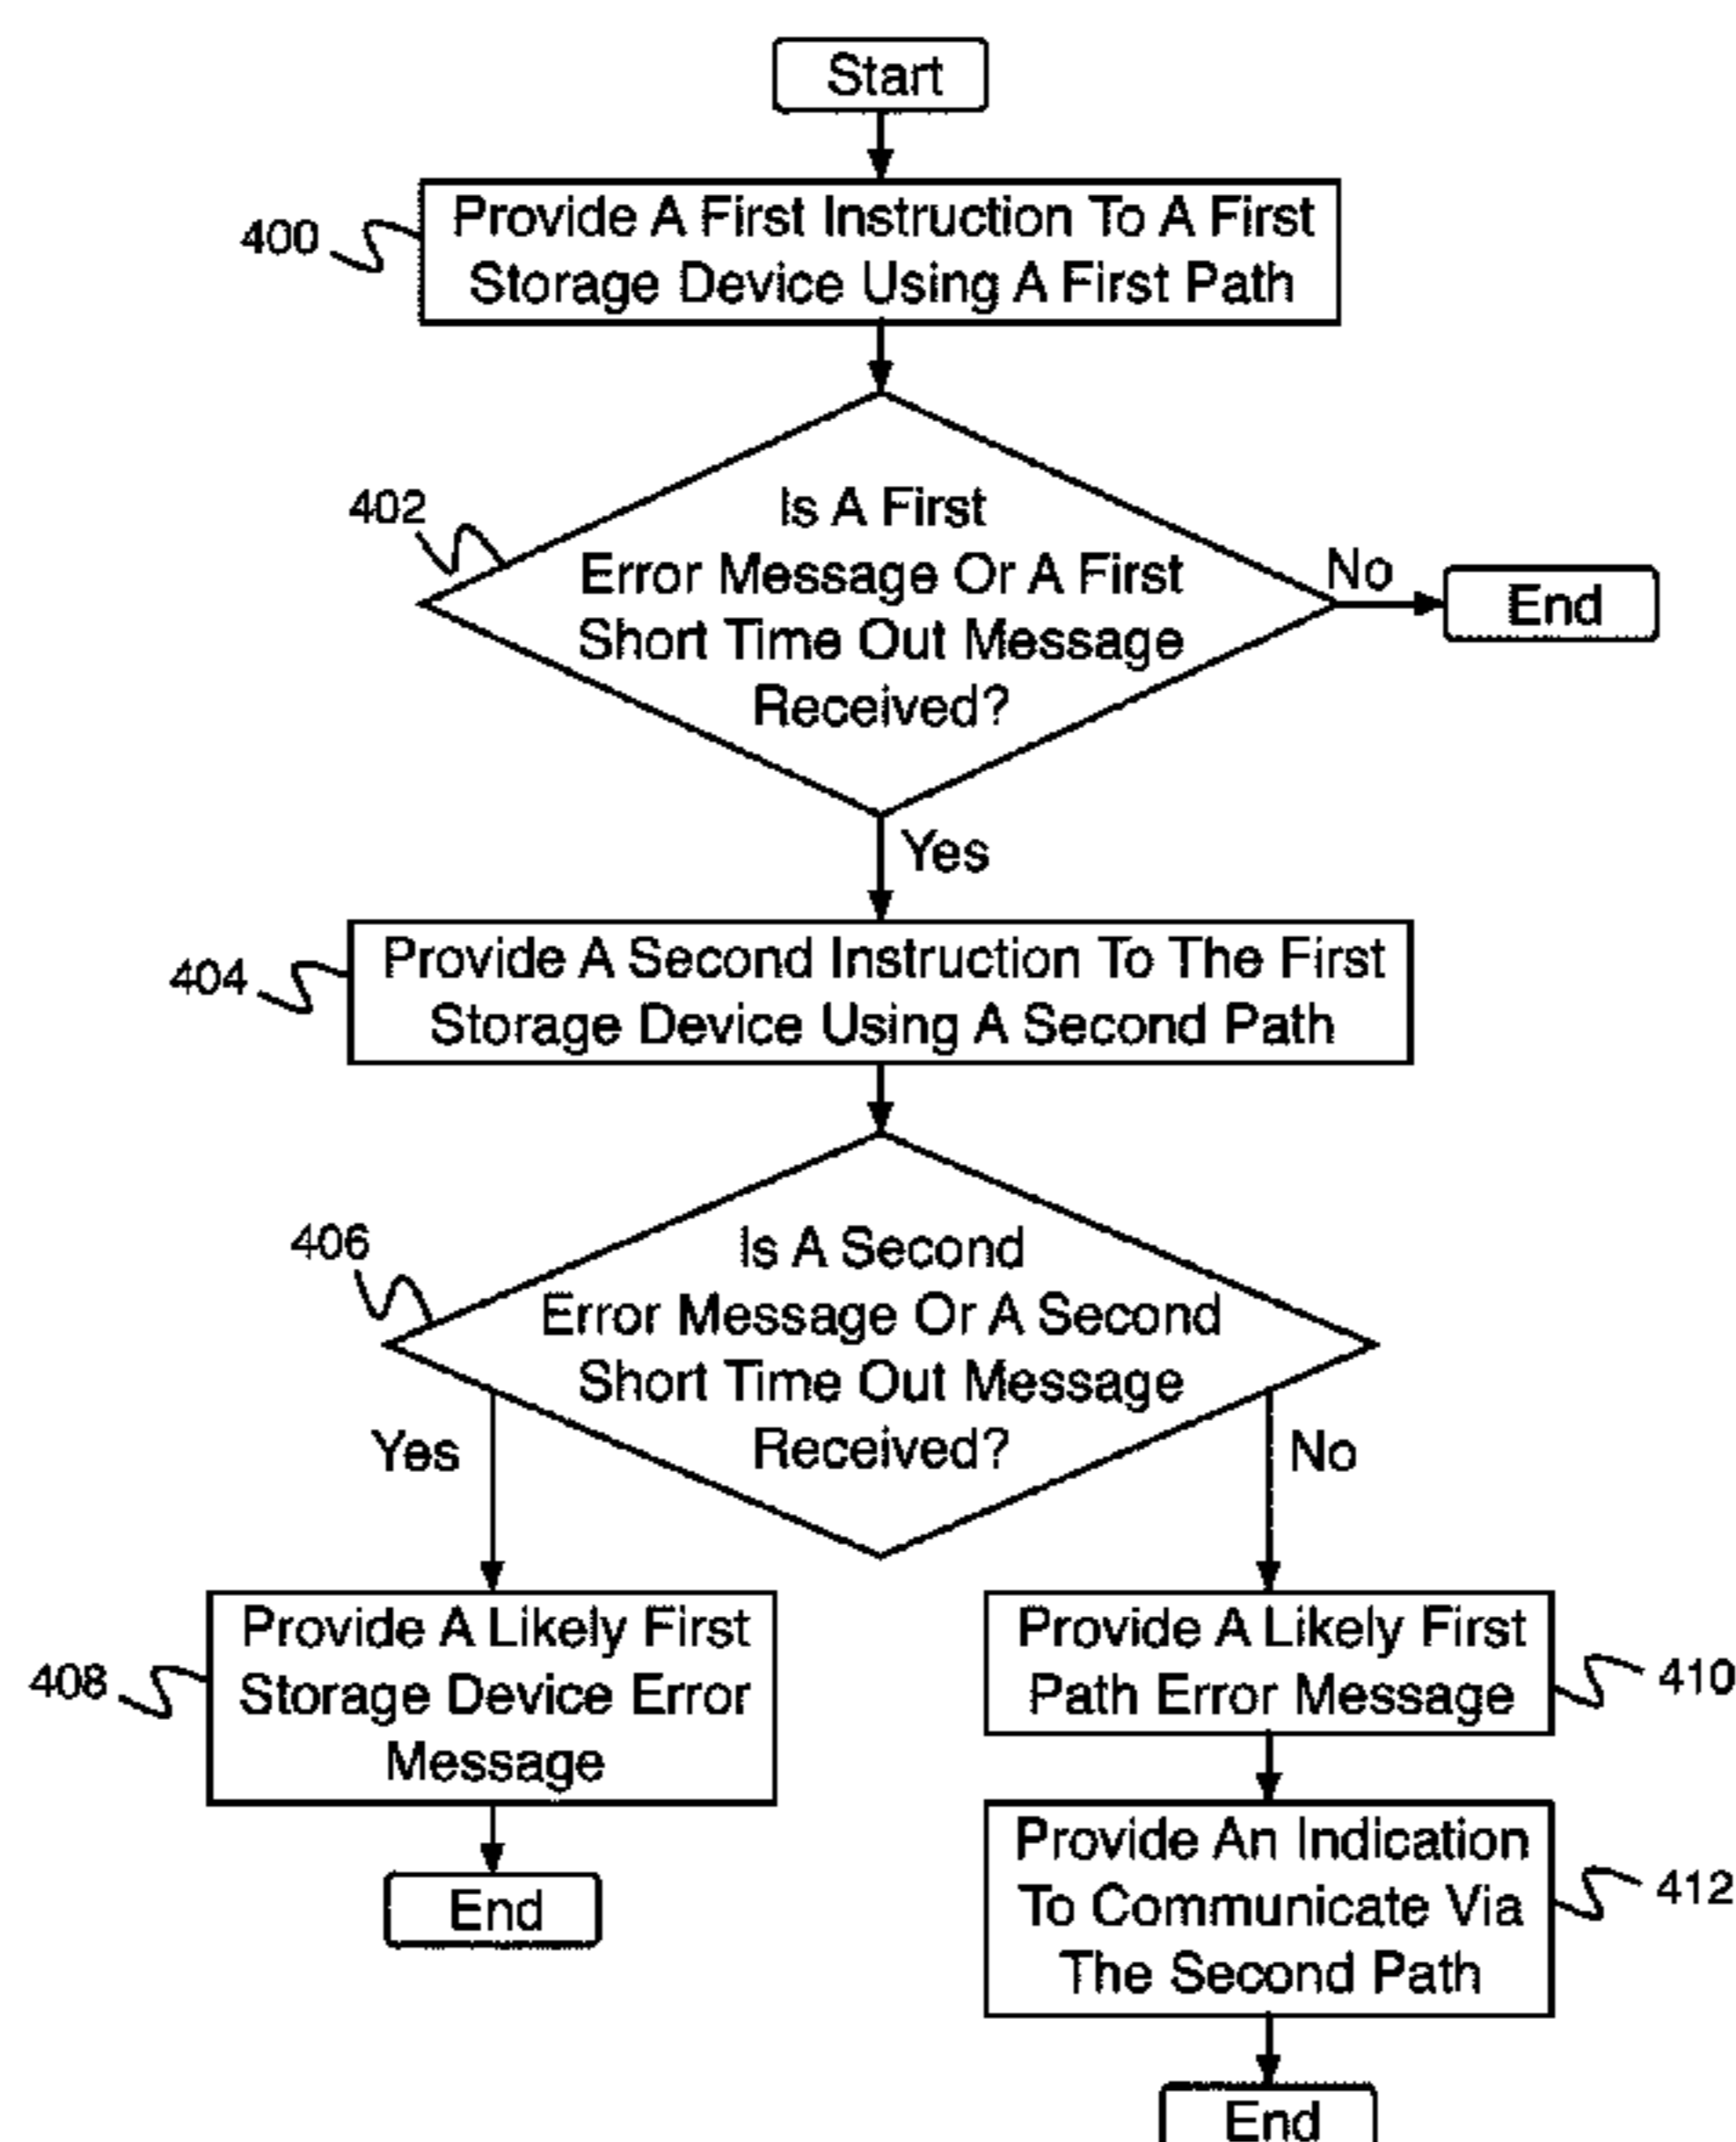 Start
400
Provide A First Instruction To A First
Storage Device Using A First Path
402
Is A First
Error Message Or A First
Short Time Out Message
Received?
No
End
Yes
404
Provide A Second Instruction To The First
Storage Device Using A Second Path
406
Is A Second
Error Message Or A Second
Short Time Out Message
Received?
Yes
No
408
Provide A Likely First
Storage Device Error
Message
End
Provide A Likely First
Path Error Message
410
Provide An Indication
To Communicate Via
The Second Path
412
End